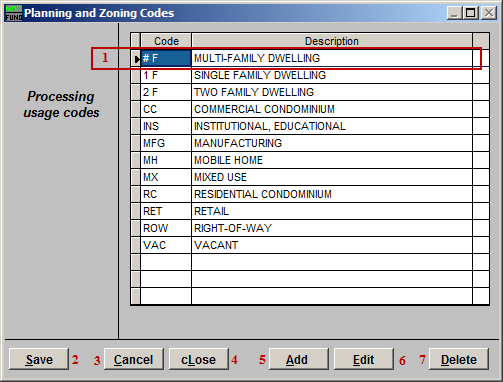 FUND Planning and Zoning Codes
Code Description
1 # F MULTI-FAMILY DWELLING
1 F SINGLE FAMILY DWELLING
Processing
usage codes
2 F TWO FAMILY DWELLING
CC COMMERCIAL CONDOMINIUM
INS INSTITUTIONAL, EDUCATIONAL
MFG MANUFACTURING
MH MOBILE HOME
MX MIXED USE
RC RESIDENTIAL CONDOMINIUM
RET RETAIL
ROW RIGHT-OF-WAY
VAC VACANT
Save 2 3 Cancel cLose 4 5 Add Edit 6 7 Delete